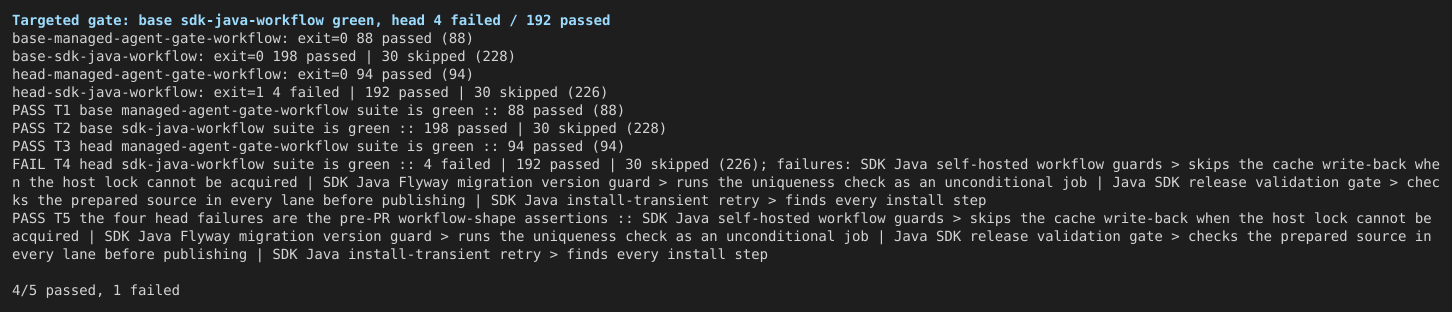 Targeted gate: base sdk-java-workflow green, head 4 failed / 192 passed
base-managed-agent-gate-workflow: exit=0 88 passed (88)
base-sdk-java-workflow: exit=0 198 passed | 30 skipped (228)
head-managed-agent-gate-workflow: exit=0 94 passed (94)
head-sdk-java-workflow: exit=1 4 failed | 192 passed | 30 skipped (226)
PASS T1 base managed-agent-gate-workflow suite is green :: 88 passed (88)
PASS T2 base sdk-java-workflow suite is green :: 198 passed | 30 skipped (228)
PASS T3 head managed-agent-gate-workflow suite is green :: 94 passed (94)
FAIL T4 head sdk-java-workflow suite is green :: 4 failed | 192 passed | 30 skipped (226); failures: SDK Java self-hosted workflow guards > skips the cache write-back whe
n the host lock cannot be acquired | SDK Java Flyway migration version guard > runs the uniqueness check as an unconditional job | Java SDK release validation gate > chec
ks the prepared source in every lane before publishing | SDK Java install-transient retry > finds every install step
PASS T5 the four head failures are the pre-PR workflow-shape assertions :: SDK Java self-hosted workflow guards > skips the cache write-back when the host lock cannot be
acquired | SDK Java Flyway migration version guard > runs the uniqueness check as an unconditional job | Java SDK release validation gate > checks the prepared source in
every lane before publishing | SDK Java install-transient retry > finds every install step
4/5 passed, 1 failed